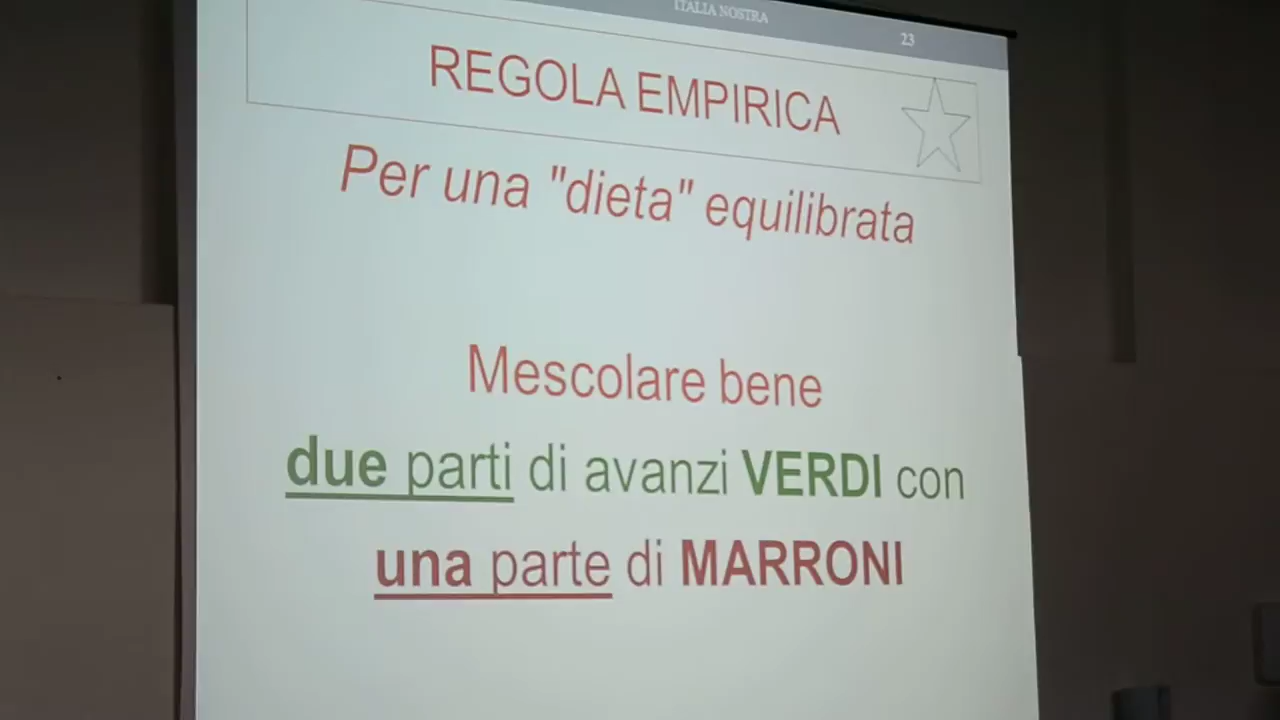 ITALIA NOSTRA
23
REGOLA EMPIRICA
Per una "dieta" equilibrata
Mescolare bene
due parti di avanzi VERDI con
una parte di MARRONI